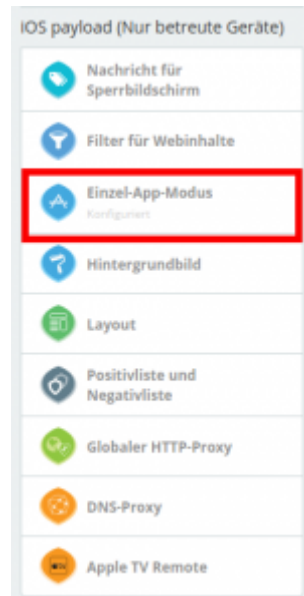 iOS payload (Nur betreute Geräte)
Nachricht für
Sperrbildschirm
Filter für Webinhalte
Einzel-App-Modus
Konfiguriert
Hintergrundbild
Layout
Positivliste und
Negativliste
Globaler HTTP-Proxy
DNS-Proxy
Apple TV Remote